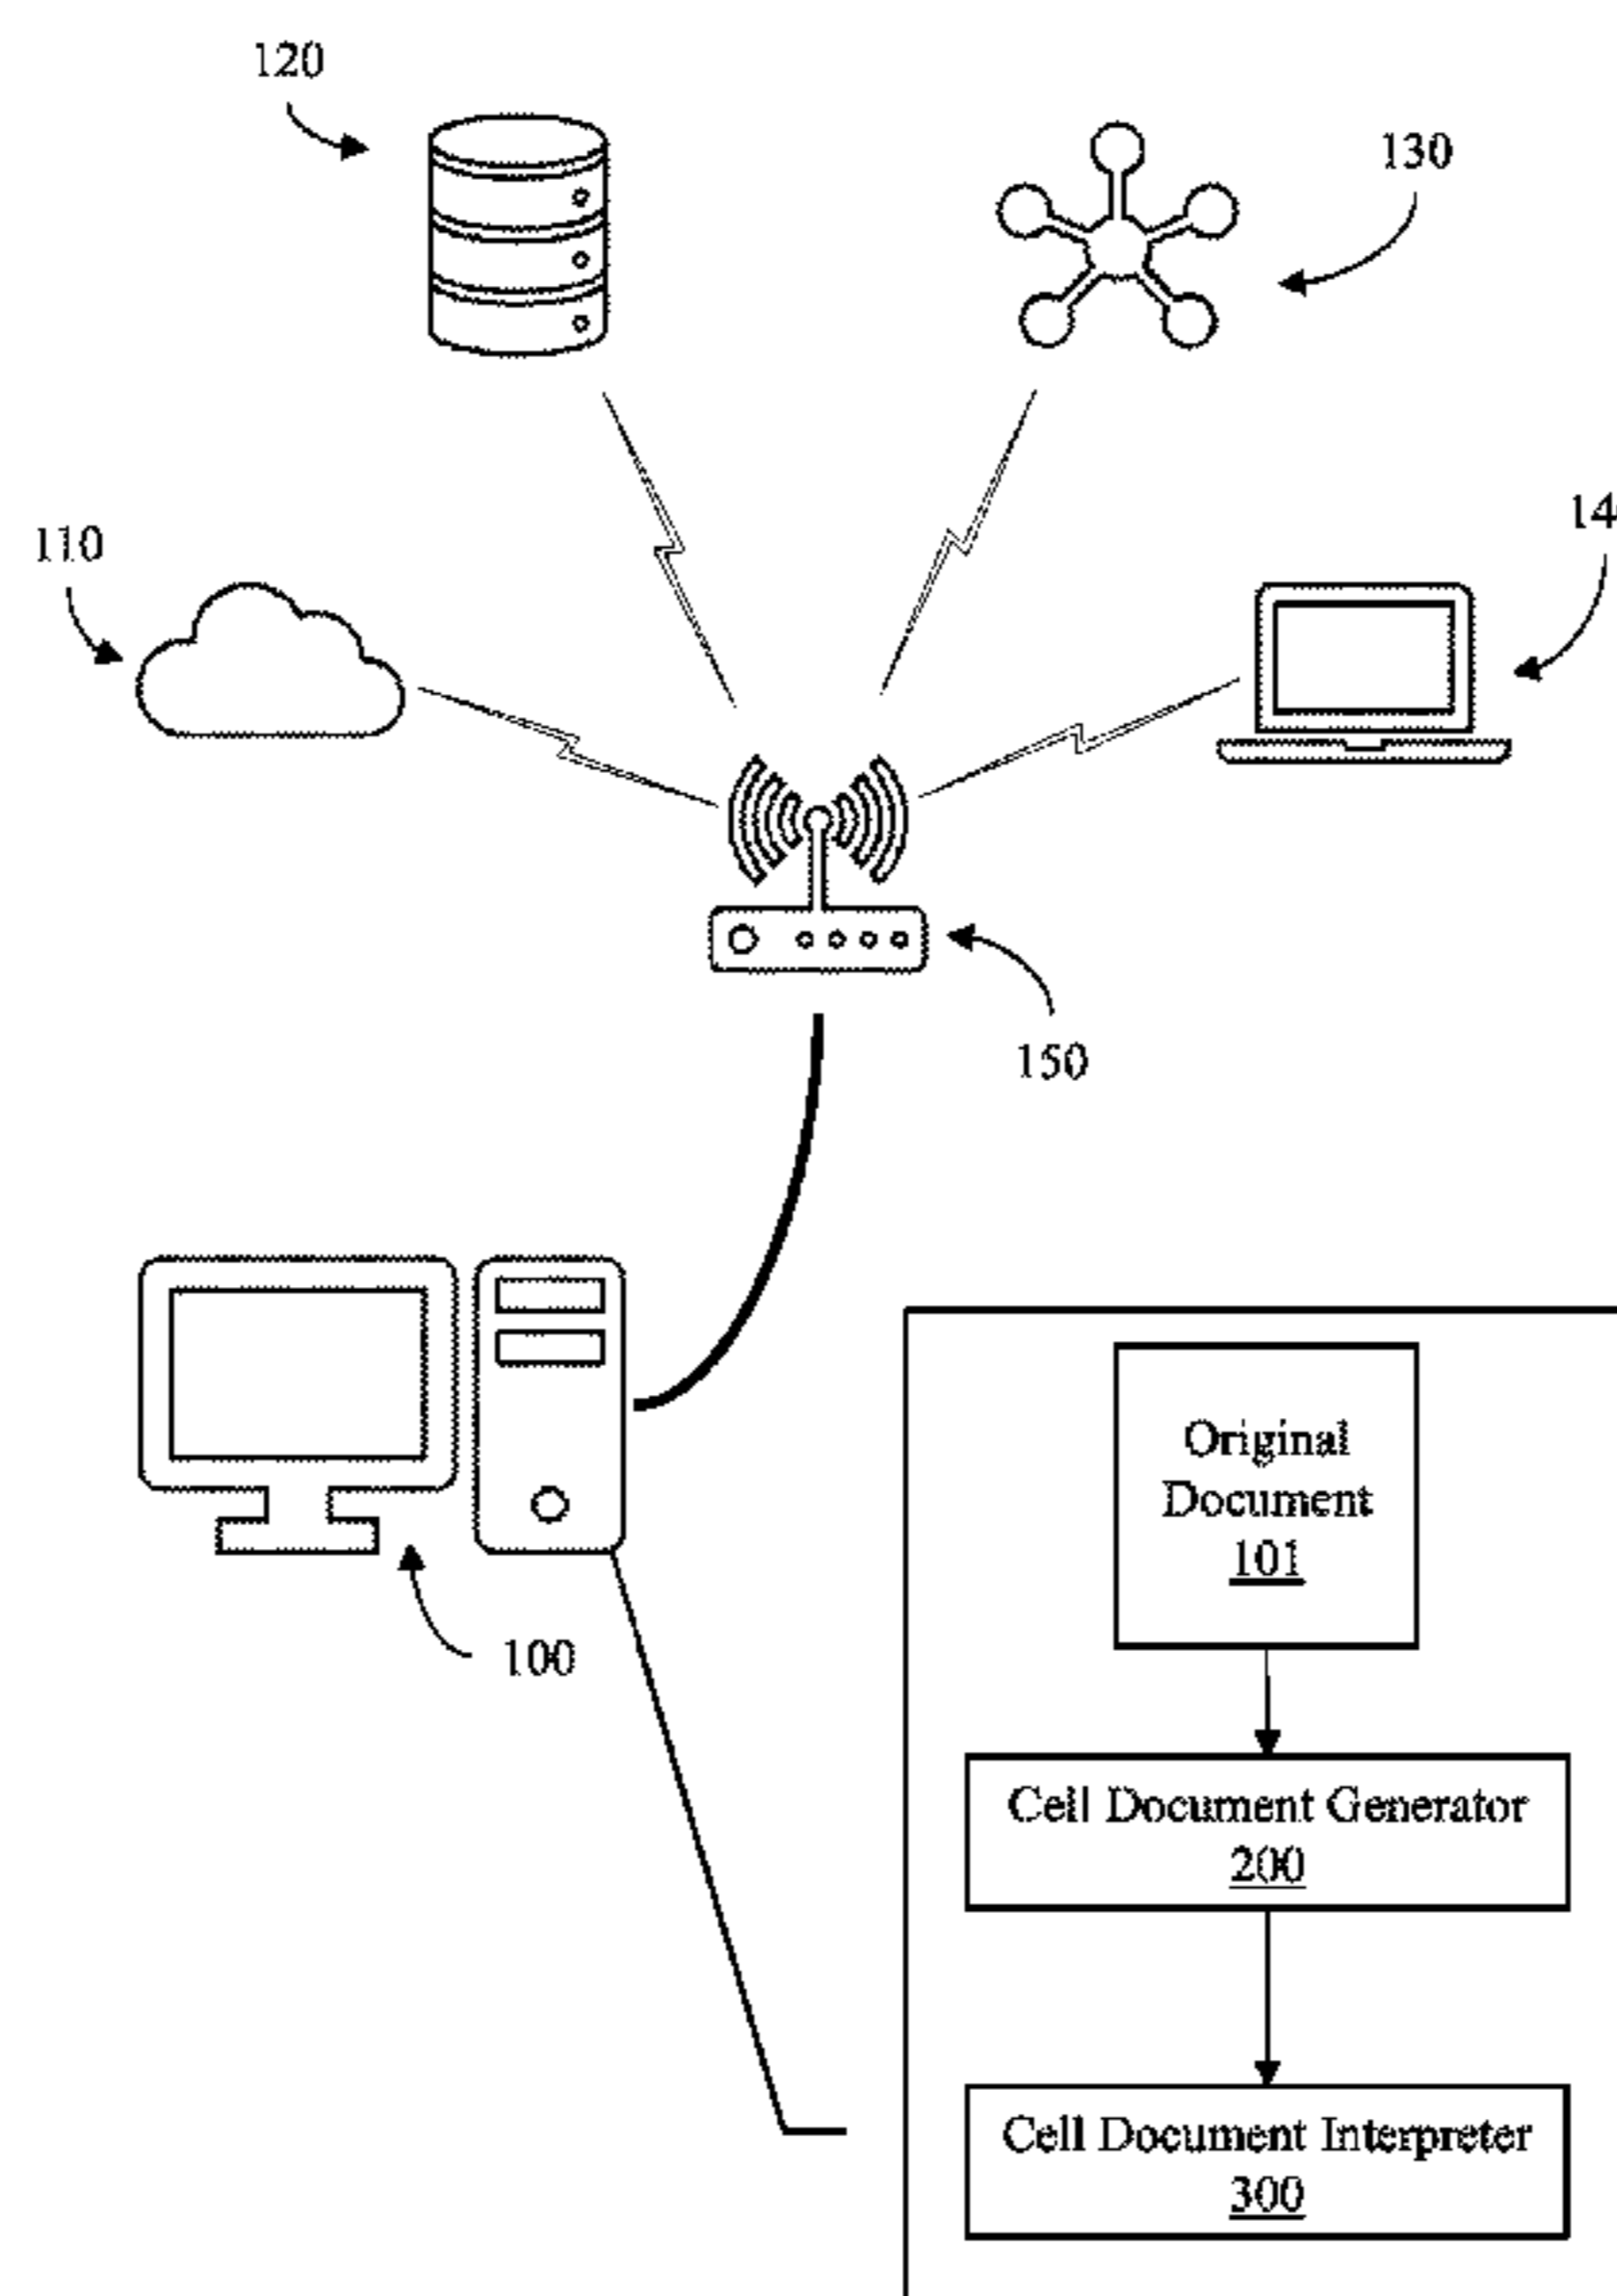 120
130
110
14
150
Original
Document
101
100
Cell Document Generator
200
Cell Document Interpreter
300